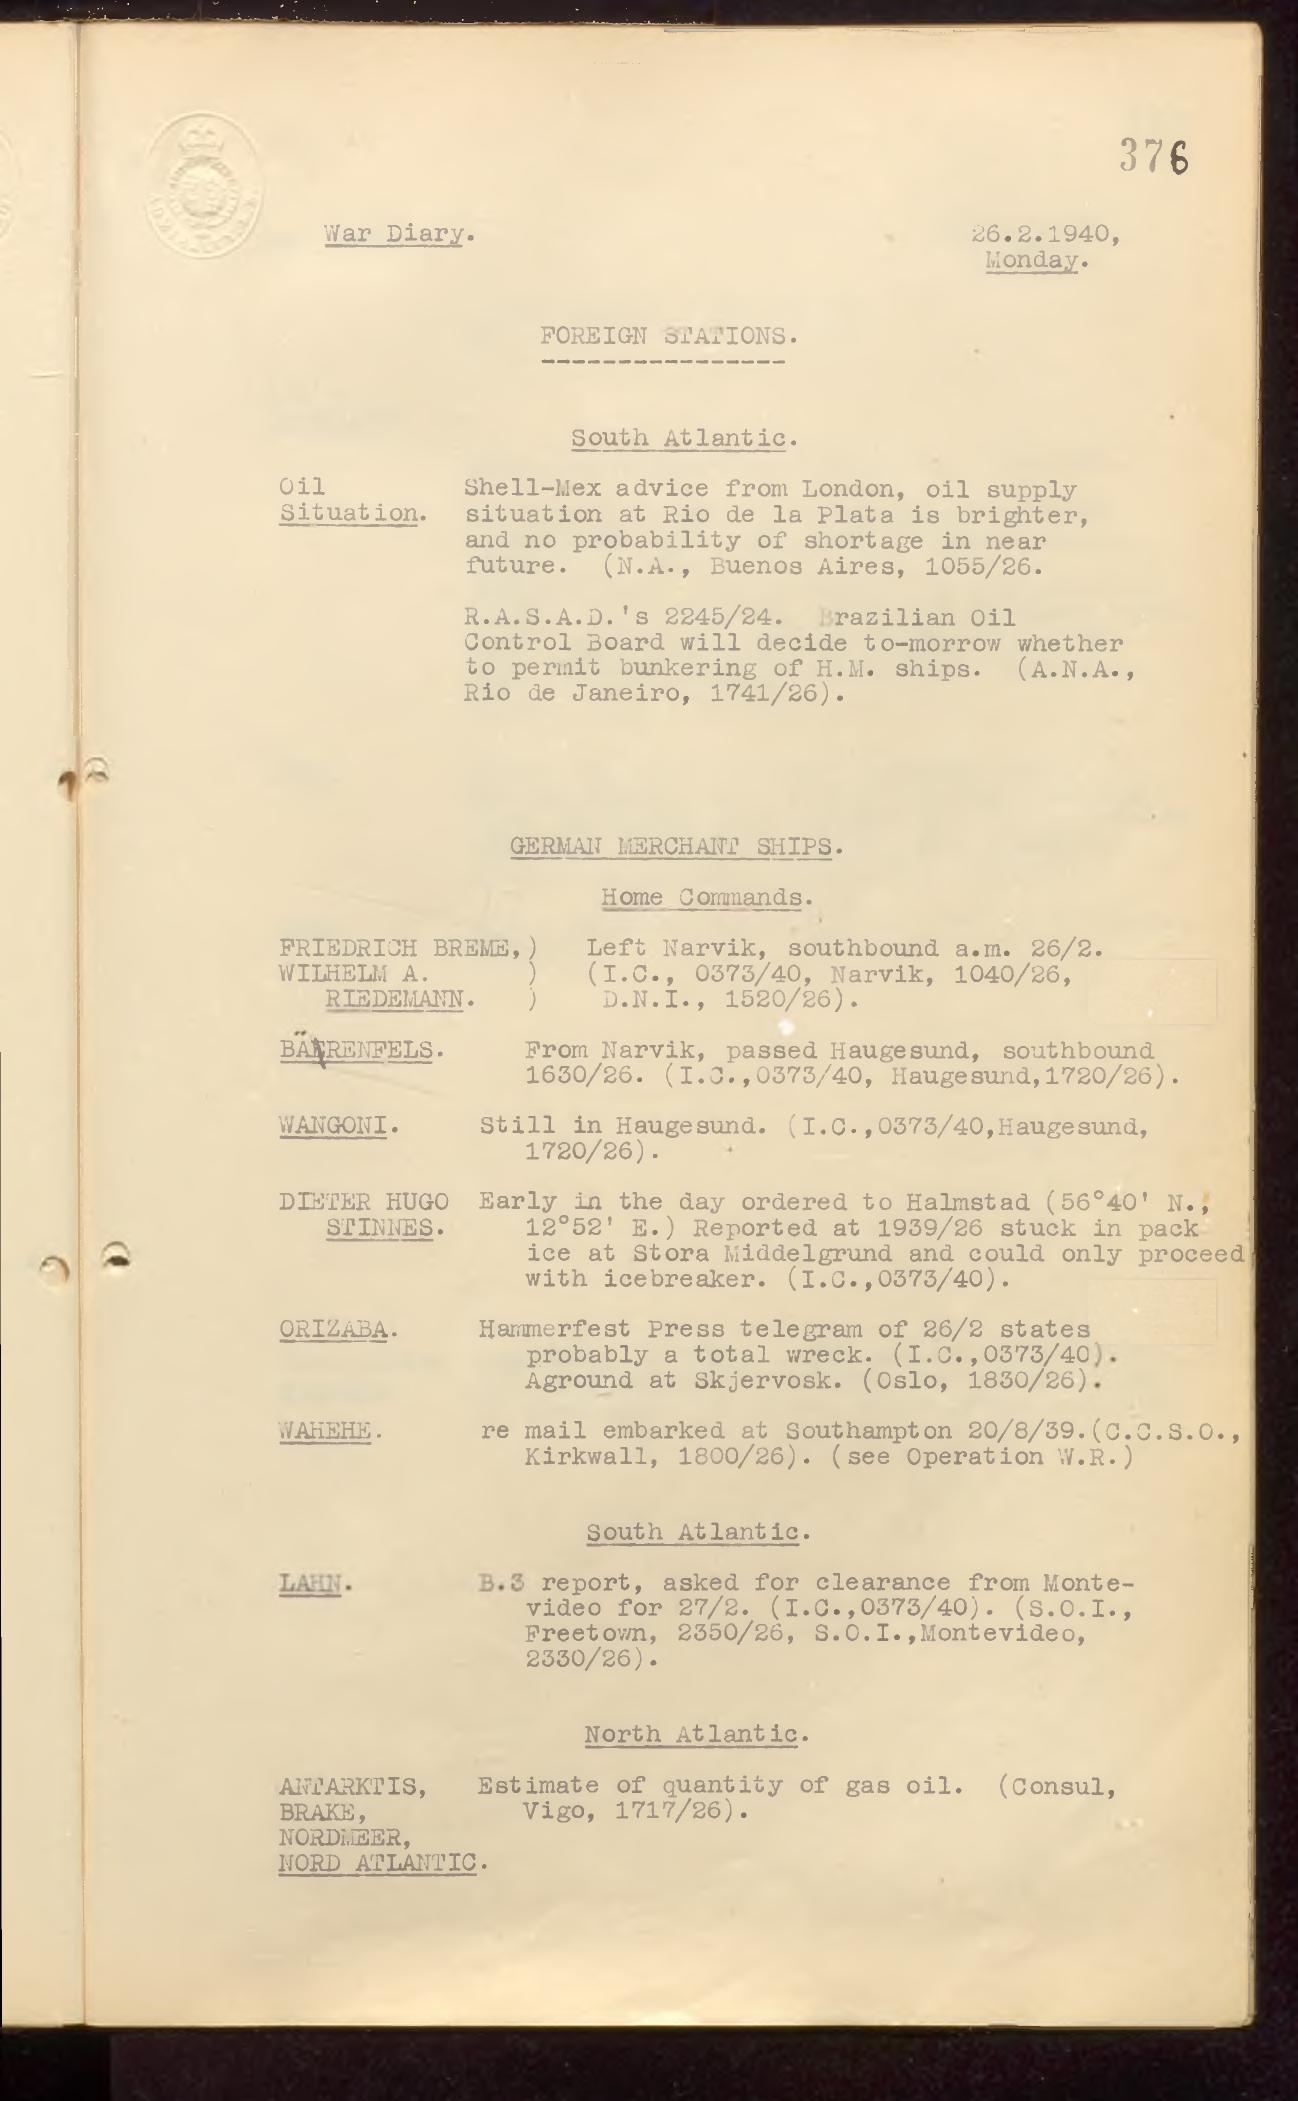 376
War Diary. 26.2.1940,
Monday.
FOREIGN STATIONS.
South Atlantic.
Oil Shell-Mex advice from London, oil supply
Situation. situation at Rio de la Plata is brighter,
and no probability of shortage in near
future. (N.A., Buenos Aires, 1055/26.
R.A.S.A.D.'s 2245/24. Brazilian Oil
Control Board will decide to-morrow whether
to permit bunkering of H.M. ships. (A.N.A.,
Rio de Janeiro, 1741/26).
GERMAN MERCHANT SHIPS.
Home Commands.
FRIEDRICH BREME,) Left Narvik, southbound a.m. 26/2.
WILHELM A. ) (I.C., 0373/40, Narvik, 1040/26,
RIEDEMANN. ) D.N.I., 1520/26).
BÄRENFELS. From Narvik, passed Haugesund, southbound
1630/26. (I.C.,0373/40, Haugesund,1720/26).
WANGONI. Still in Haugesund. (I.C.,0373/40,Haugesund,
1720/26).
DIETER HUGO Early in the day ordered to Halmstad (56°40' N.,
STINNES. 12°52' E.) Reported at 1939/26 stuck in pack
ice at Stora Middelgrund and could only proceed
with icebreaker. (I.C.,0373/40).
ORIZABA. Hammerfest Press telegram of 26/2 states
probably a total wreck. (I.C.,0373/40).
Aground at Skjervosk. (Oslo, 1830/26).
WAHEHE. re mail embarked at Southampton 20/8/39.(C.C.S.O.,
Kirkwall, 1800/26). (see Operation W.R.)
South Atlantic.
LAHN. B.3 report, asked for clearance from Monte-
video for 27/2. (I.C.,0373/40). (S.O.I.,
Freetown, 2350/26, S.O.I.,Montevideo,
2330/26).
North Atlantic.
ANTARKTIS, Estimate of quantity of gas oil. (Consul,
BRAKE, Vigo, 1717/26).
NORDMEER,
NORD ATLANTIC.